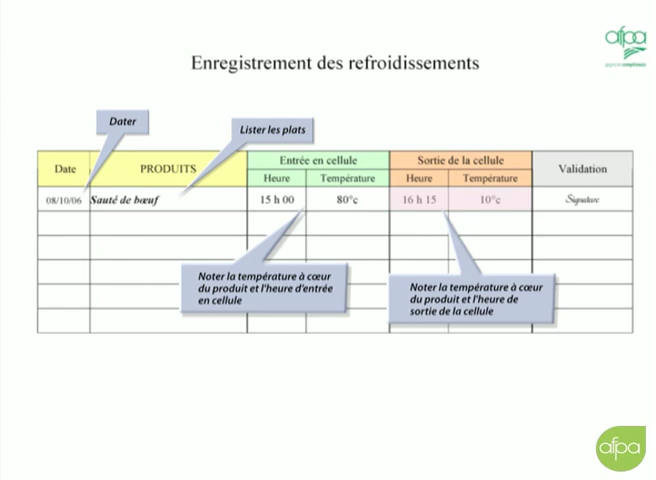 afpa
Enregistrement des refroidissements
Dater
Lister les plats
Date
PRODUITS
Entrée en cellule
Sortie de la cellule
Validation
Heure
Température
Heure
Température
08/10/06
Sauté de bœuf
15 h 00
80°c
16 h 15
10°c
Signature
Noter la température à cœur
du produit et l'heure d'entrée
en cellule
Noter la température à cœur
du produit et l'heure de
sortie de la cellule
afpa